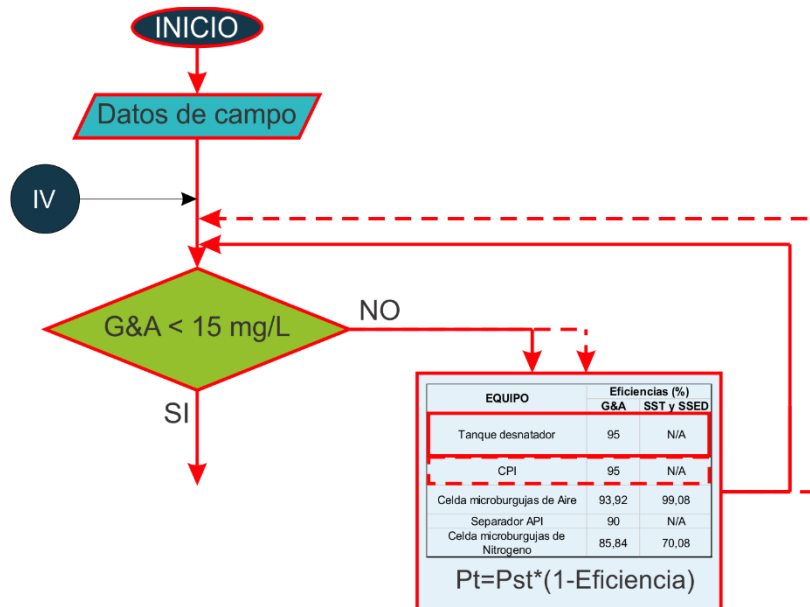 INICIO
Datos de campo
IV
G&A < 15 mg/L
NO
SI
EQUIPO
Eficiencias (%)
G&A SST y SSED
Tanque desnatador 95 N/A
CPI 95 N/A
Celda microburgujas de Aire 93,92 99,08
Separador API 90 N/A
Celda microburgujas de
Nitrogeno 85,84 70,08
Pt=Pst*(1-Eficiencia)